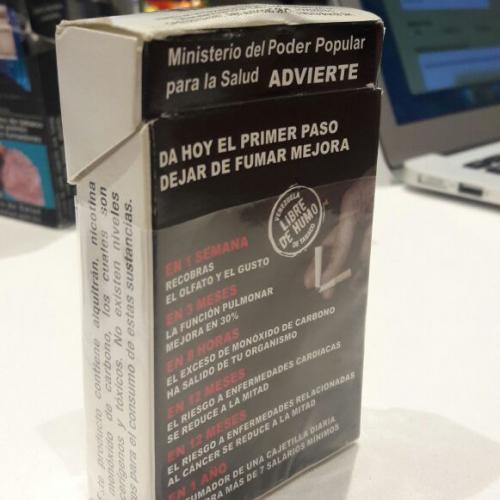 Ministerio del Poder Popular
para la Salud ADVIERTE
DA HOY EL PRIMER PASO
DEJAR DE FUMAR MEJORA
VENEZUELA
LIBRE
DE HUMO
DE TABACO
EN 1 SEMANA
RECOBRAS
EL OLFATO Y EL GUSTO
EN 3 MESES
LA FUNCIÓN PULMONAR
MEJORA EN 30%
EN 8 HORAS
EL EXCESO DE MONÓXIDO DE CARBONO
HA SALIDO DE TU ORGANISMO
EN 12 MESES
EL RIESGO A ENFERMEDADES CARDIACAS
SE REDUCE A LA MITAD
EN 12 MESES
EL RIESGO A ENFERMEDADES RELACIONADAS
AL CÁNCER SE REDUCE A LA MITAD
EN 1 AÑO
FUMADOR DE UNA CAJETILLA DIARIA
MÁS DE 7 SALARIOS MÍNIMOS
producto contiene alquitrán, nicotina
de carbono, los cuales son
y tóxicos. No existen niveles
para el consumo de estas sustancias.